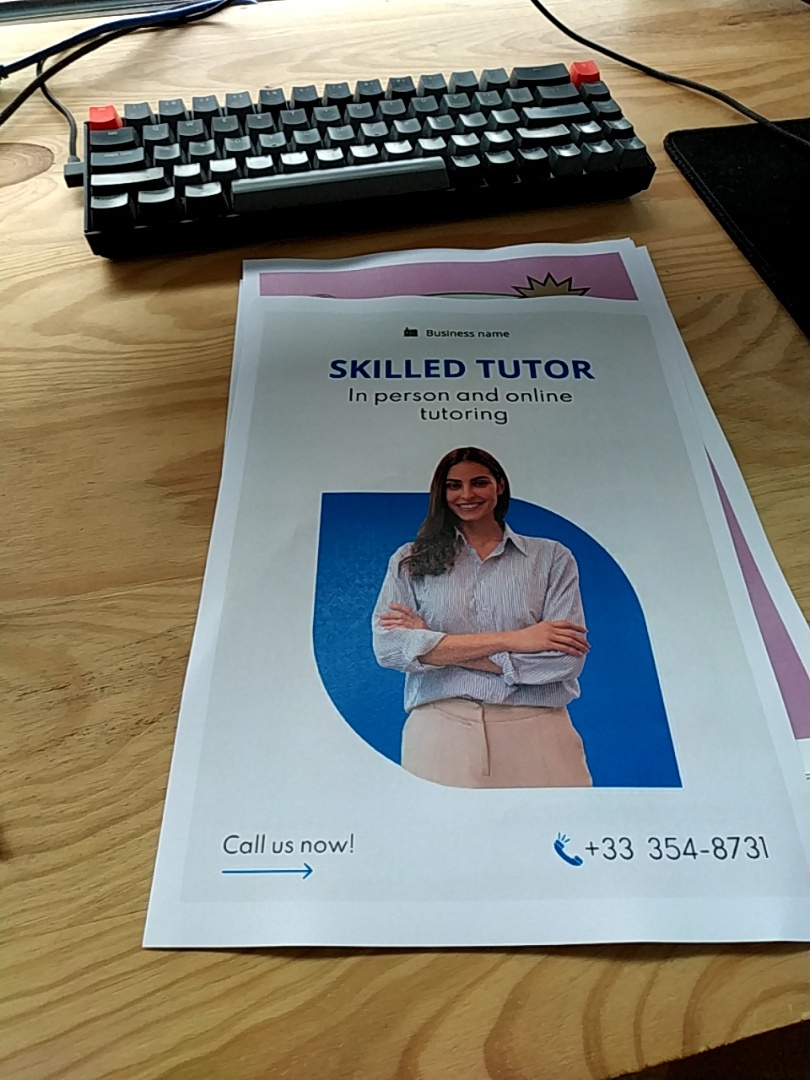 Business name
SKILLED TUTOR
In person and online
tutoring
Call us now!
+33 354-8731